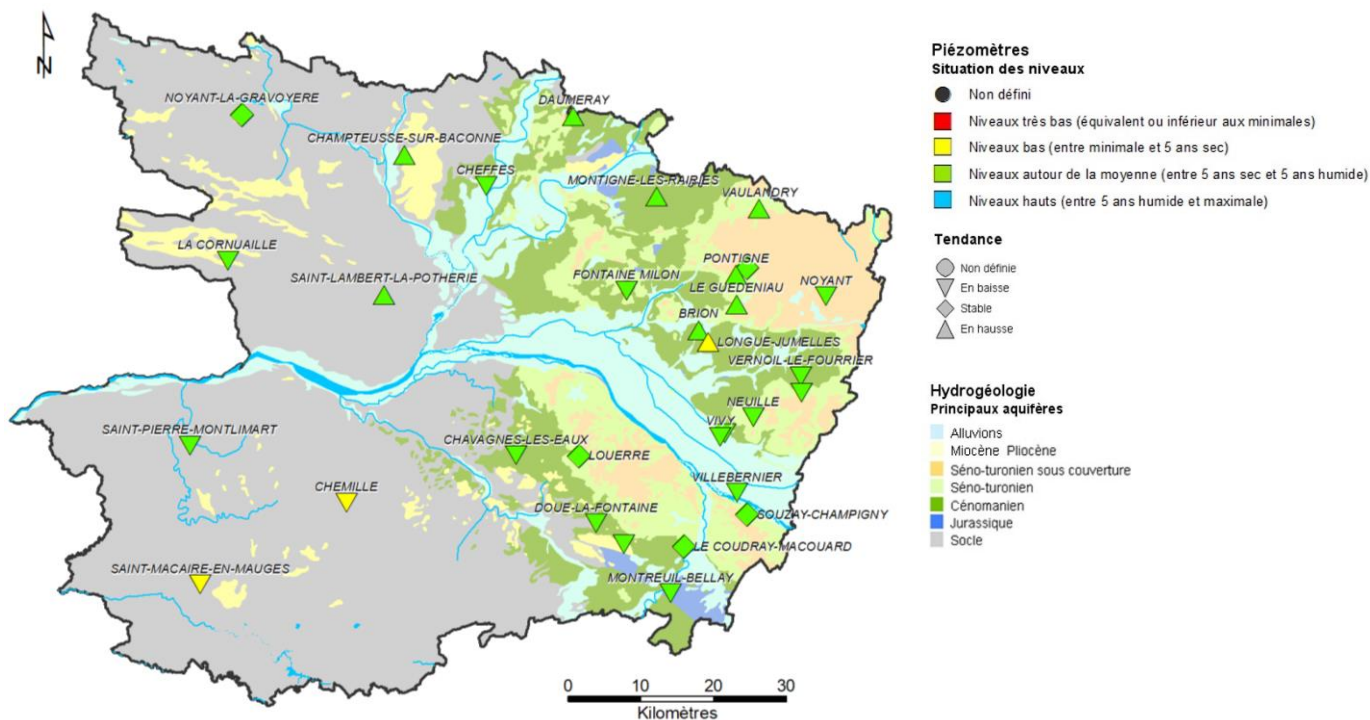 N
NOYANT-LA-GRAVOYERE
DAUMERAY
CHAMPTEUSSE-SUR-BACONNE
CHEFFES
MONTIGNE-LES-RAIRIES
VAULANDRY
LA CORNUAILLE
SAINT-LAMBERT-LA-POTHERIE
PONTIGNE
FONTAINE MILON
LE GUEDENIAU
NOYANT
BRION
LONGUE-JUMELLES
VERNOIL-LE-FOURRIER
NEUILLE
VIVY
SAINT-PIERRE-MONTLIMART
CHAVAGNES-LES-EAUX
LOUERRE
CHEMILLE
VILLEBERNIER
DOUE-LA-FONTAINE
SOUZAY-CHAMPIGNY
LE COUDRAY-MACOUARD
SAINT-MACAIRE-EN-MAUGES
MONTREUIL-BELLAY
0 10 20 30
Kilomètres
Piézomètres
Situation des niveaux
Non défini
Niveaux très bas (équivalent ou inférieur aux minimales)
Niveaux bas (entre minimale et 5 ans sec)
Niveaux autour de la moyenne (entre 5 ans sec et 5 ans humide)
Niveaux hauts (entre 5 ans humide et maximale)
Tendance
Non définie
En baisse
Stable
En hausse
Hydrogéologie
Principaux aquifères
Alluvions
Miocène Pliocène
Séno-turonien sous couverture
Séno-turonien
Cénomanien
Jurassique
Socle